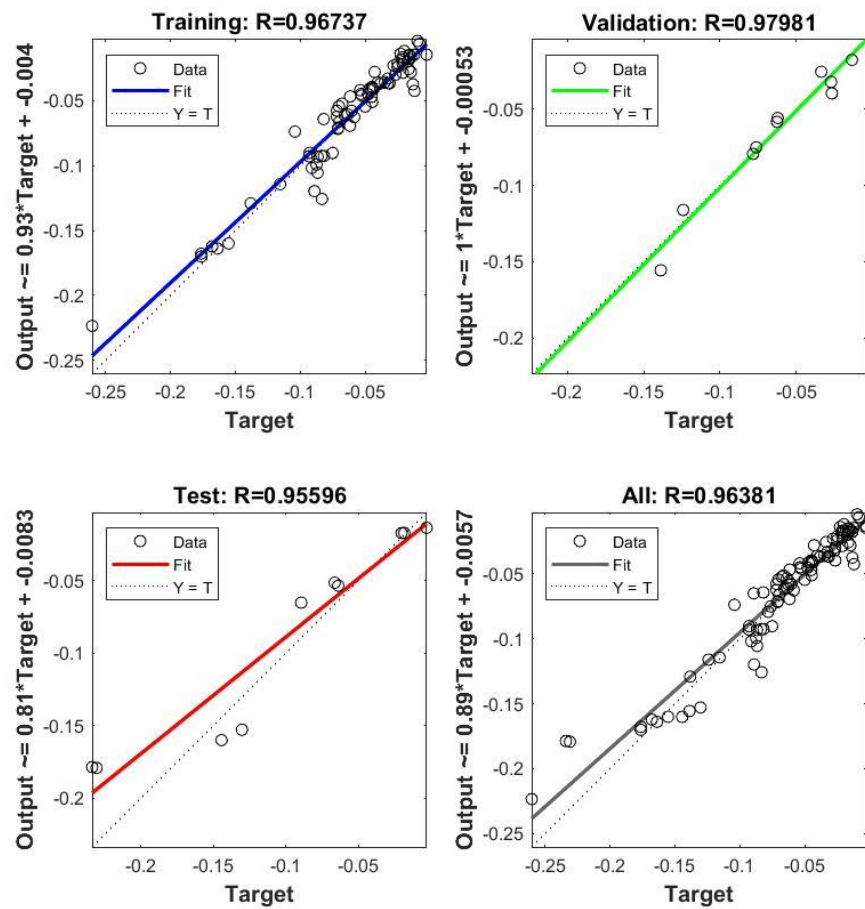 Training: R=0.96737
Output ~= 0.93*Target + -0.004
Data
Fit
Y = T
-0.05
-0.1
-0.15
-0.2
-0.25
-0.25 -0.2 -0.15 -0.1 -0.05
Target
Validation: R=0.97981
Output ~= 1*Target + -0.00053
Data
Fit
Y = T
-0.05
-0.1
-0.15
-0.2
-0.2 -0.15 -0.1 -0.05
Target
Test: R=0.95596
Output ~= 0.81*Target + -0.0083
Data
Fit
Y = T
-0.05
-0.1
-0.15
-0.2
-0.2 -0.15 -0.1 -0.05
Target
All: R=0.96381
Output ~= 0.89*Target + -0.0057
Data
Fit
Y = T
-0.05
-0.1
-0.15
-0.2
-0.25
-0.25 -0.2 -0.15 -0.1 -0.05
Target